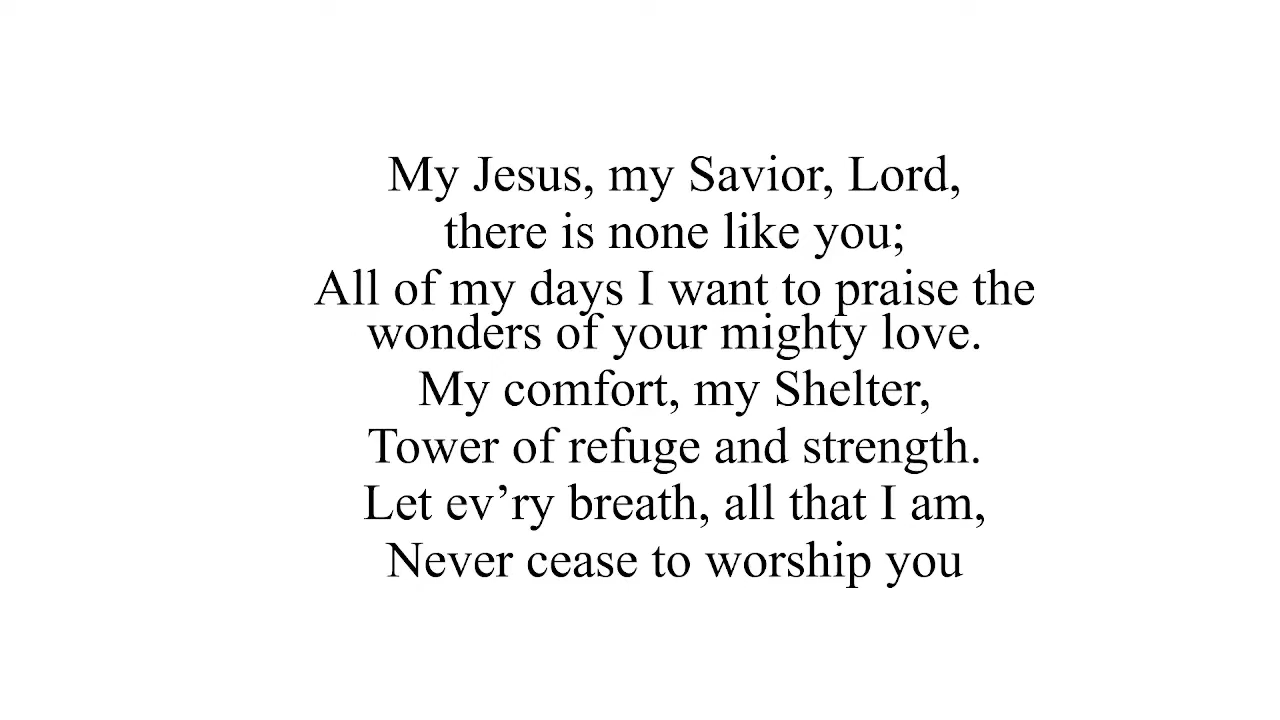 My Jesus, my Savior, Lord,
there is none like you;
All of my days I want to praise the
wonders of your mighty love.
My comfort, my Shelter,
Tower of refuge and strength.
Let ev’ry breath, all that I am,
Never cease to worship you